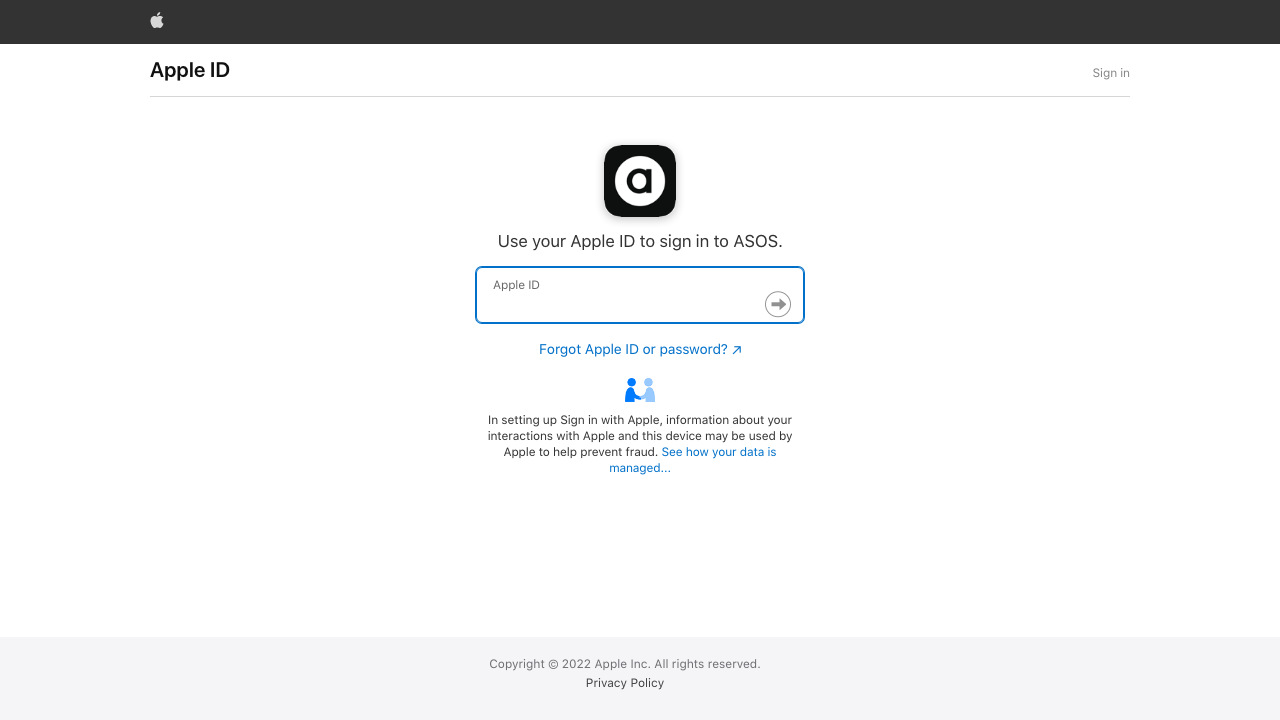 Apple ID
Sign in
a
Use your Apple ID to sign in to ASOS.
Apple ID
Forgot Apple ID or password? ↗
In setting up Sign in with Apple, information about your
interactions with Apple and this device may be used by
Apple to help prevent fraud. See how your data is
managed...
Copyright © 2022 Apple Inc. All rights reserved.
Privacy Policy